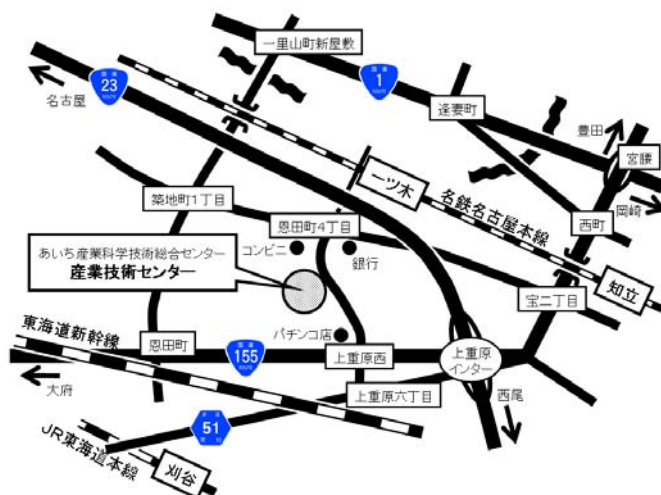 一里山町新屋敷
国道
23
ROUTE
名古屋
国道
1
ROUTE
逢妻町
豊田
宮腰
岡崎
西町
一ツ木
名鉄名古屋本線
築地町1丁目
恩田町4丁目
コンビニ
銀行
あいち産業科学技術総合センター
産業技術センター
知立
宝二丁目
東海道新幹線
恩田町
パチンコ店
国道
155
ROUTE
上重原西
上重原
インター
大府
上重原六丁目
西尾
51
JR東海道本線
刈谷